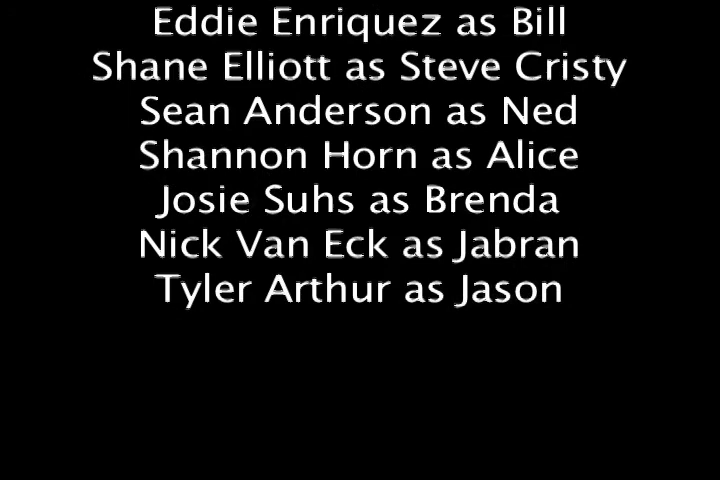 Eddie Enriquez as Bill
Shane Elliott as Steve Cristy
Sean Anderson as Ned
Shannon Horn as Alice
Josie Suhs as Brenda
Nick Van Eck as Jabran
Tyler Arthur as Jason